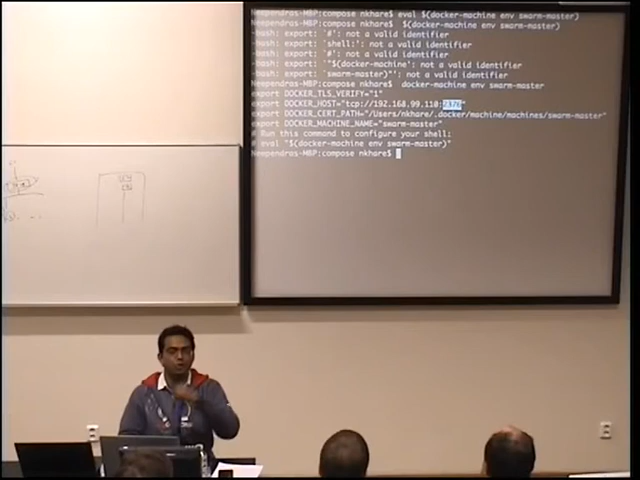 Neependras-MBP:compose nkhare$ eval $(docker-machine env swarm-master)
Neependras-MBP:compose nkhare$  $(docker-machine env swarm-master)
-bash: export: `#': not a valid identifier
-bash: export: `shell:': not a valid identifier
-bash: export: `#': not a valid identifier
-bash: export: `"$(docker-machine': not a valid identifier
-bash: export: `swarm-master)"': not a valid identifier
Neependras-MBP:compose nkhare$  docker-machine env swarm-master
export DOCKER_TLS_VERIFY="1"
export DOCKER_HOST="tcp://192.168.99.110:2376"
export DOCKER_CERT_PATH="/Users/nkhare/.docker/machine/machines/swarm-master"
export DOCKER_MACHINE_NAME="swarm-master"
# Run this command to configure your shell:
# eval "$(docker-machine env swarm-master)"
Neependras-MBP:compose nkhare$